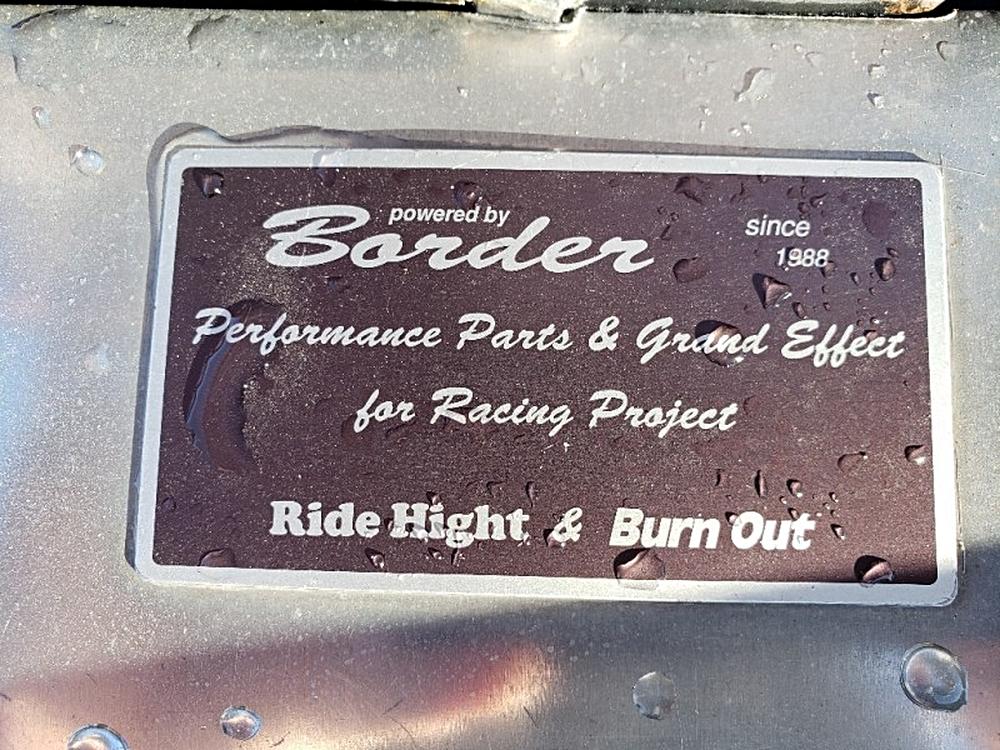 powered by
Border
since
1988
Performance Parts & Grand Effect
for Racing Project
Ride Hight & Burn Out